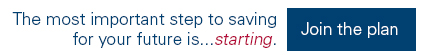 The most important step to saving
for your future is...starting.
Join the plan